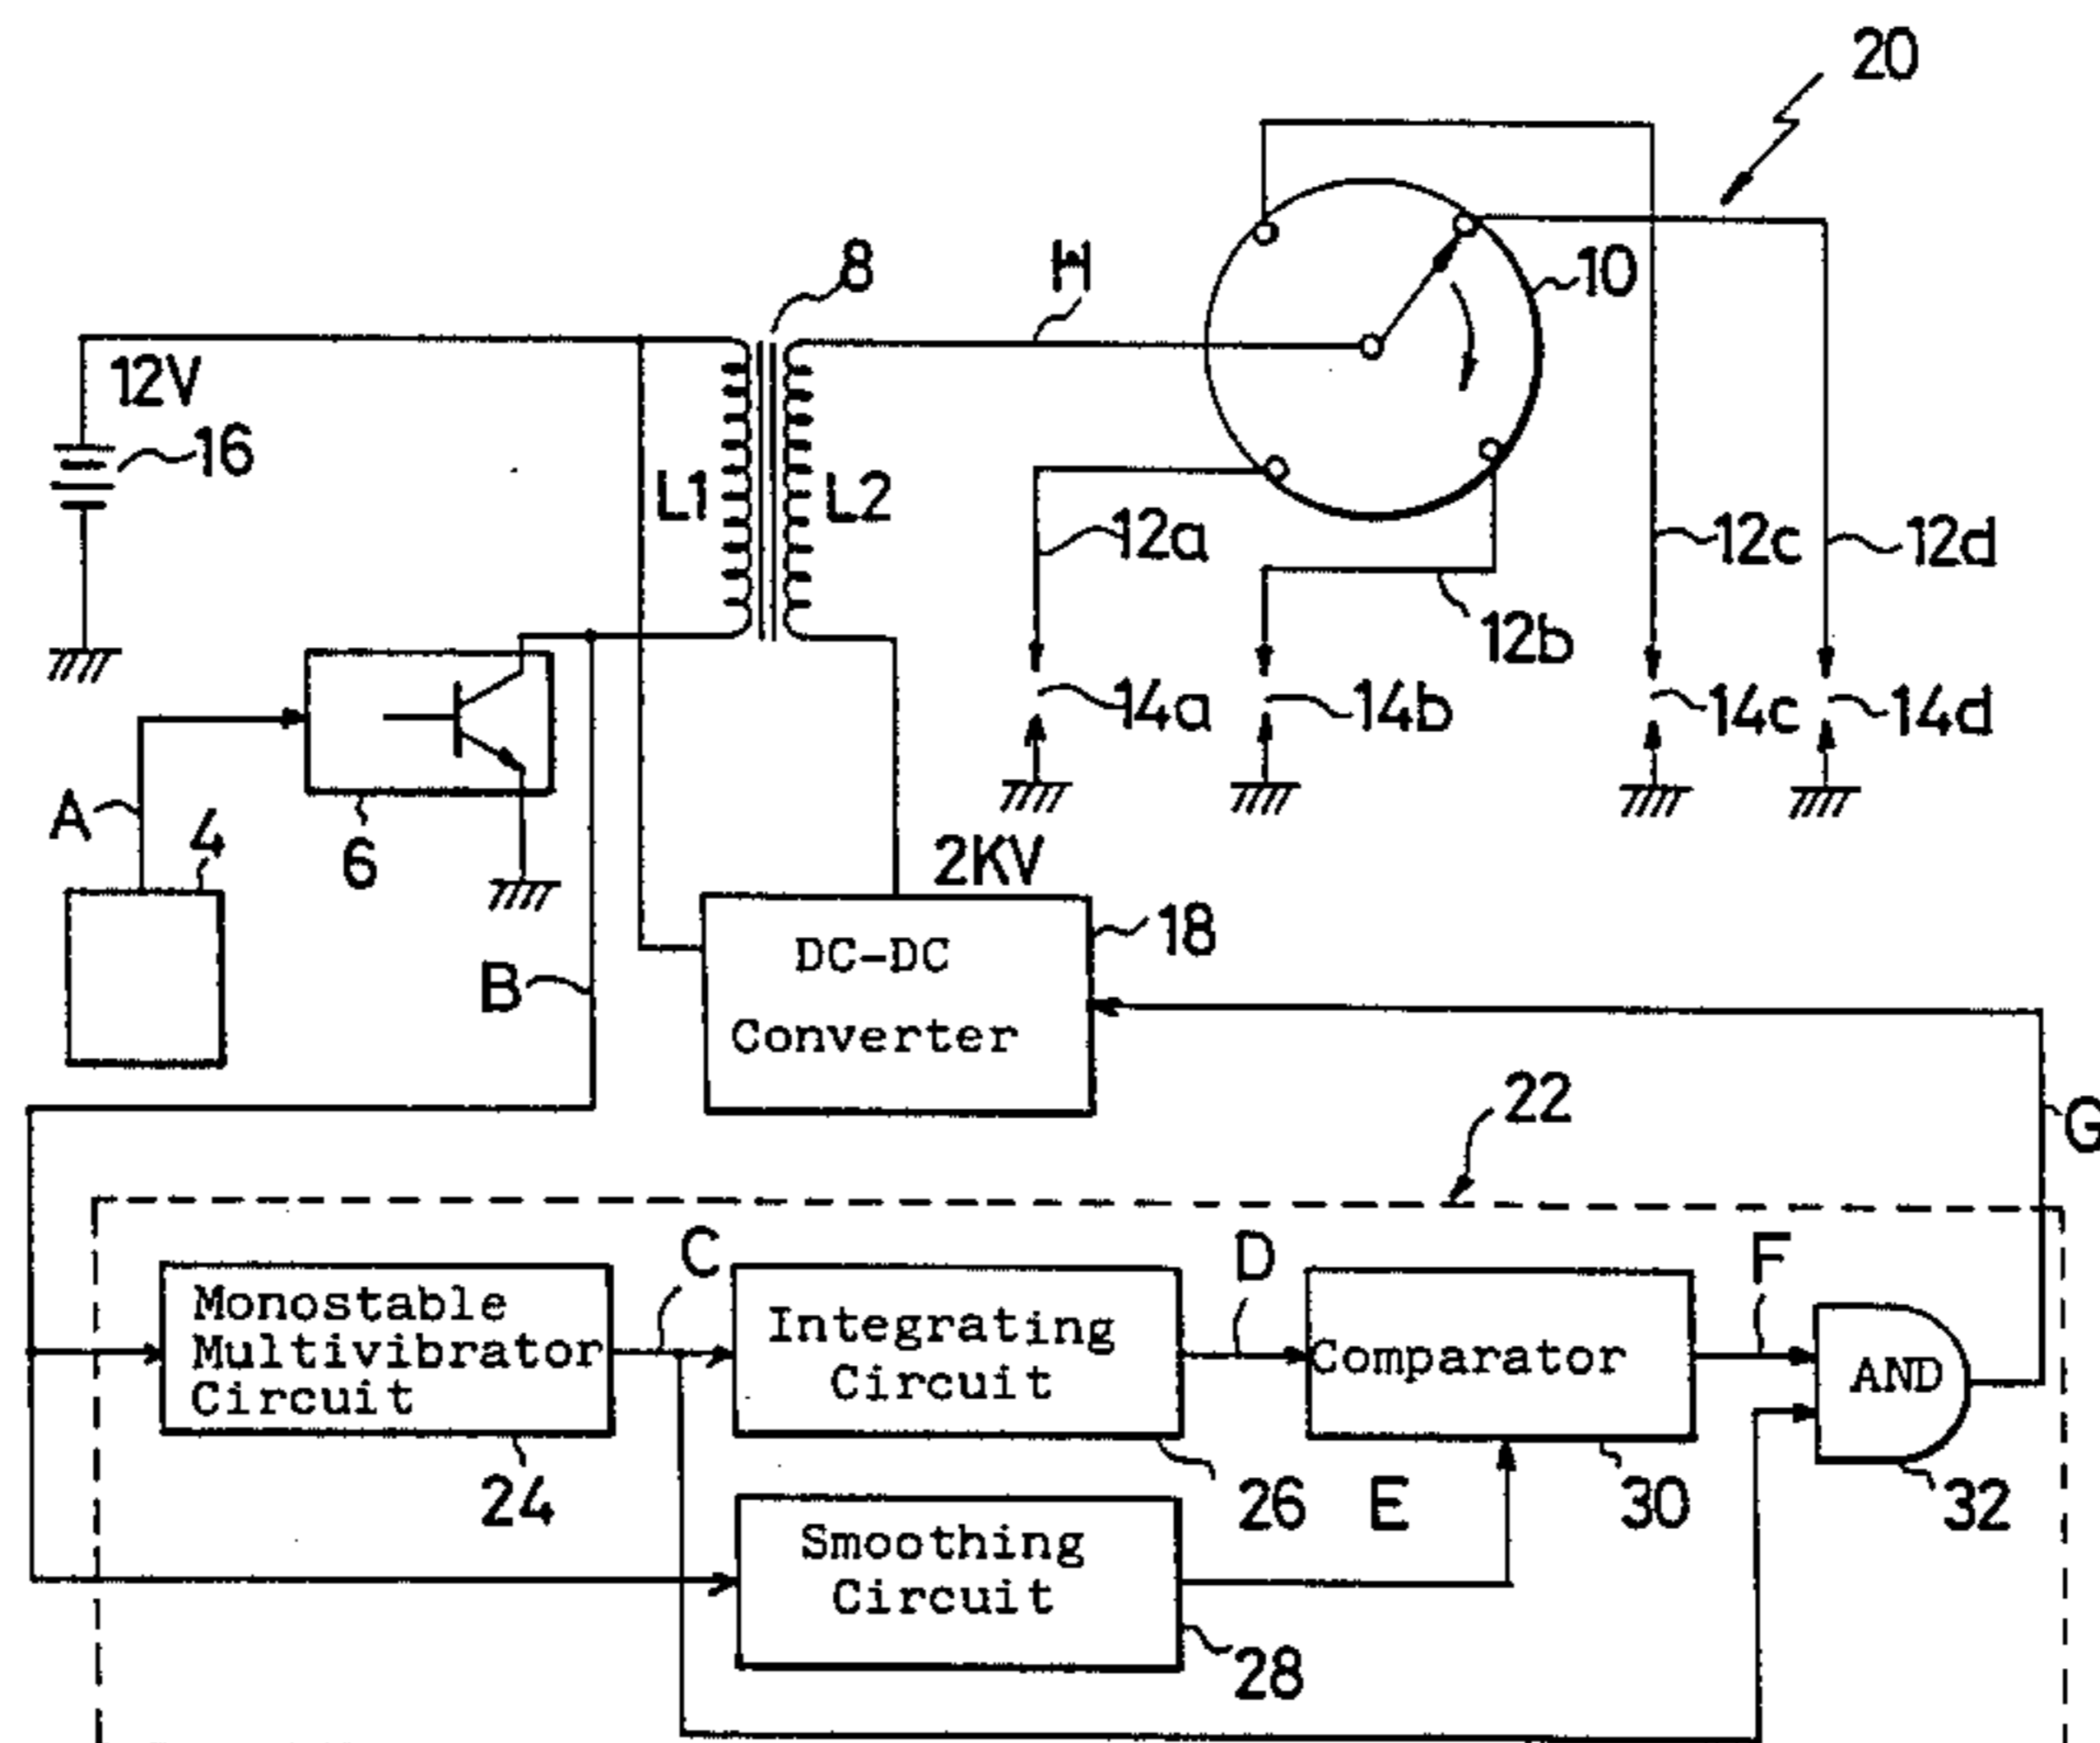 20
8
H
10
12V
16
L1
L2
12a
12b
12c
12d
14a
14b
14c
14d
A
4
6
2KV
B
DC-DC
Converter
18
22
G
C
D
F
Monostable
Multivibrator
Circuit
Integrating
Circuit
Comparator
AND
24
26
E
30
32
Smoothing
Circuit
28